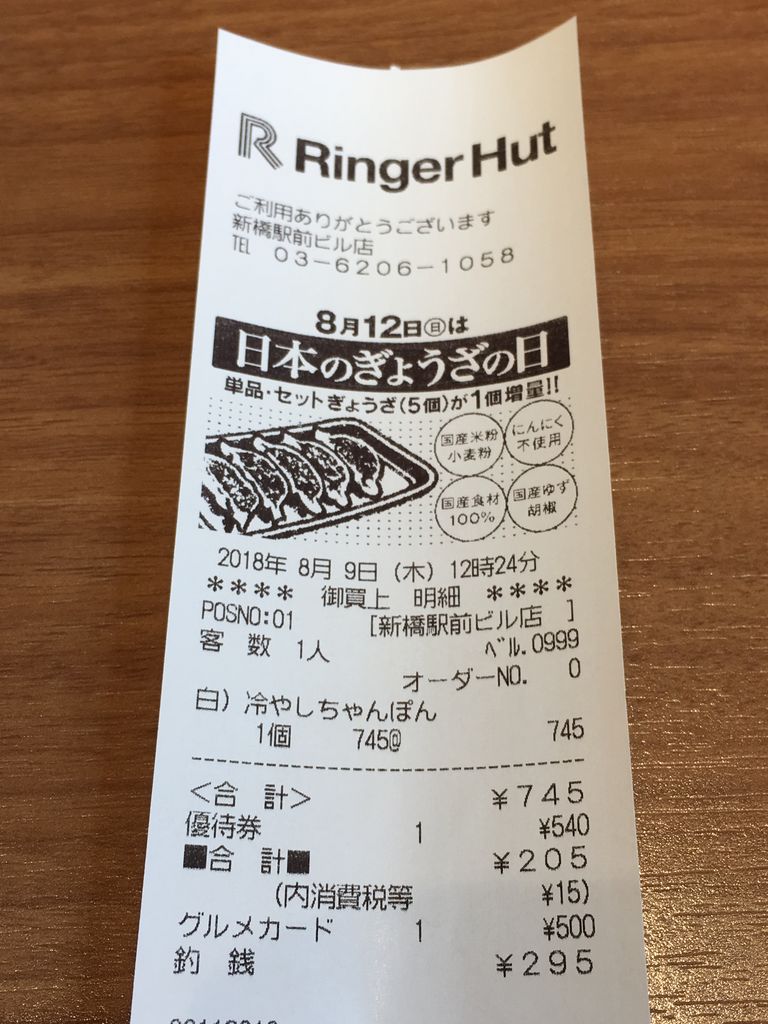 R RingerHut
ご利用ありがとうございます
新橋駅前ビル店
TEL 03-6206-1058
8月12日㊐は
日本のぎょうざの日
単品・セットぎょうざ(5個)が1個増量!!
国産米粉
小麦粉
にんにく
不使用
国産食材
100%
国産ゆず
胡椒
2018年 8月 9日 (木) 12時24分
**** 御買上 明細 ****
POSNO:01 [新橋駅前ビル店 ]
客 数 1人 ベル.0999
オーダーNO. 0
白) 冷やしちゃんぽん
1個 745@ 745
<合 計> ¥745
優待券 1 ¥540
■合 計■ ¥205
(内消費税等 ¥15)
グルメカード 1 ¥500
釣 銭 ¥295